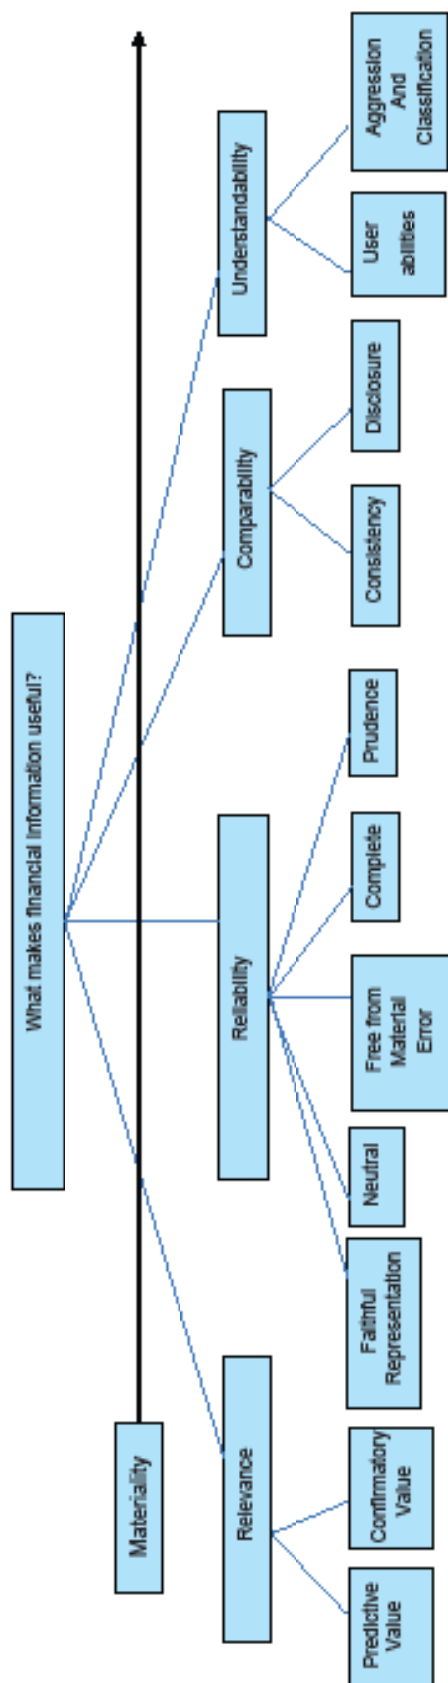 What makes financial information useful?
Materiality
Relevance
Reliability
Comparability
Understandability
Predictive
Value
Confirmatory
Value
Faithful
Representation
Neutral
Free from
Material
Error
Complete
Prudence
Consistency
Disclosure
User
abilities
Aggression
And
Classification